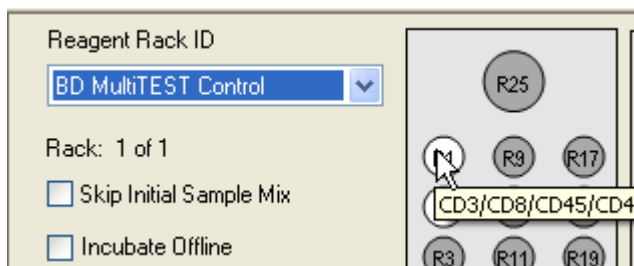 Reagent Rack ID
BD MultiTEST Control
Rack: 1 of 1
Skip Initial Sample Mix
Incubate Offline
R25
R9 R17
CD3/CD8/CD45/CD4
R3 R11 R19